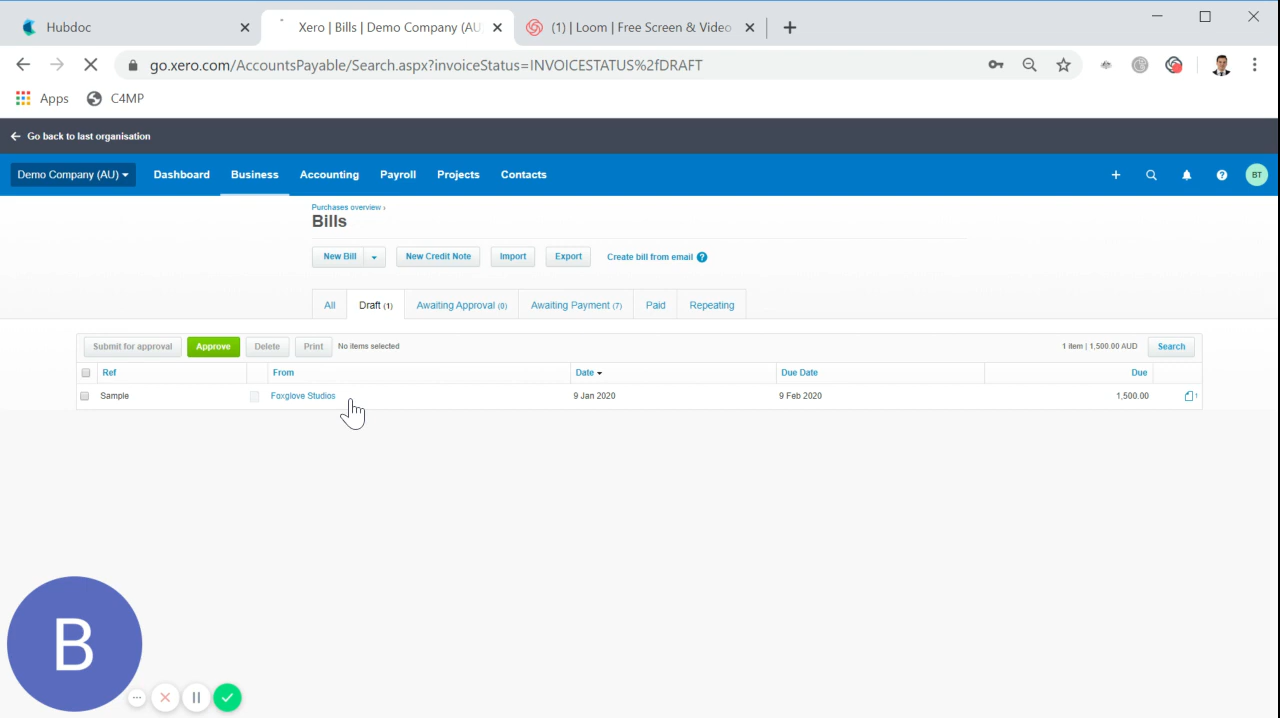 Hubdoc
Xero | Bills | Demo Company (AU)
(1) | Loom | Free Screen & Video
go.xero.com/AccountsPayable/Search.aspx?invoiceStatus=INVOICESTATUS%2fDRAFT
Apps C4MP
Go back to last organisation
Demo Company (AU) Dashboard Business Accounting Payroll Projects Contacts BT
Purchases overview ›
Bills
New Bill New Credit Note Import Export Create bill from email ?
All Draft (1) Awaiting Approval (0) Awaiting Payment (7) Paid Repeating
Submit for approval Approve Delete Print No items selected 1 item | 1,500.00 AUD Search
Ref From Date Due Date Due
Sample Foxglove Studios 9 Jan 2020 9 Feb 2020 1,500.00 1
B